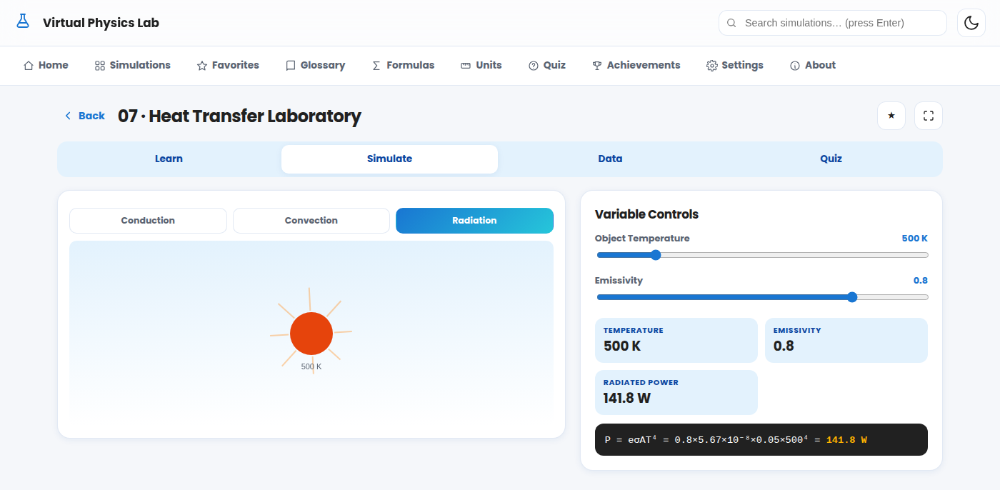 Virtual Physics Lab
Search simulations… (press Enter)
Home Simulations Favorites Glossary Formulas Units Quiz Achievements Settings About
Back 07 · Heat Transfer Laboratory ★
Learn Simulate Data Quiz
Conduction Convection Radiation
500 K
Variable Controls
Object Temperature 500 K
Emissivity 0.8
TEMPERATURE
500 K
EMISSIVITY
0.8
RADIATED POWER
141.8 W
P = eσAT⁴ = 0.8×5.67×10⁻⁸×0.05×500⁴ = 141.8 W